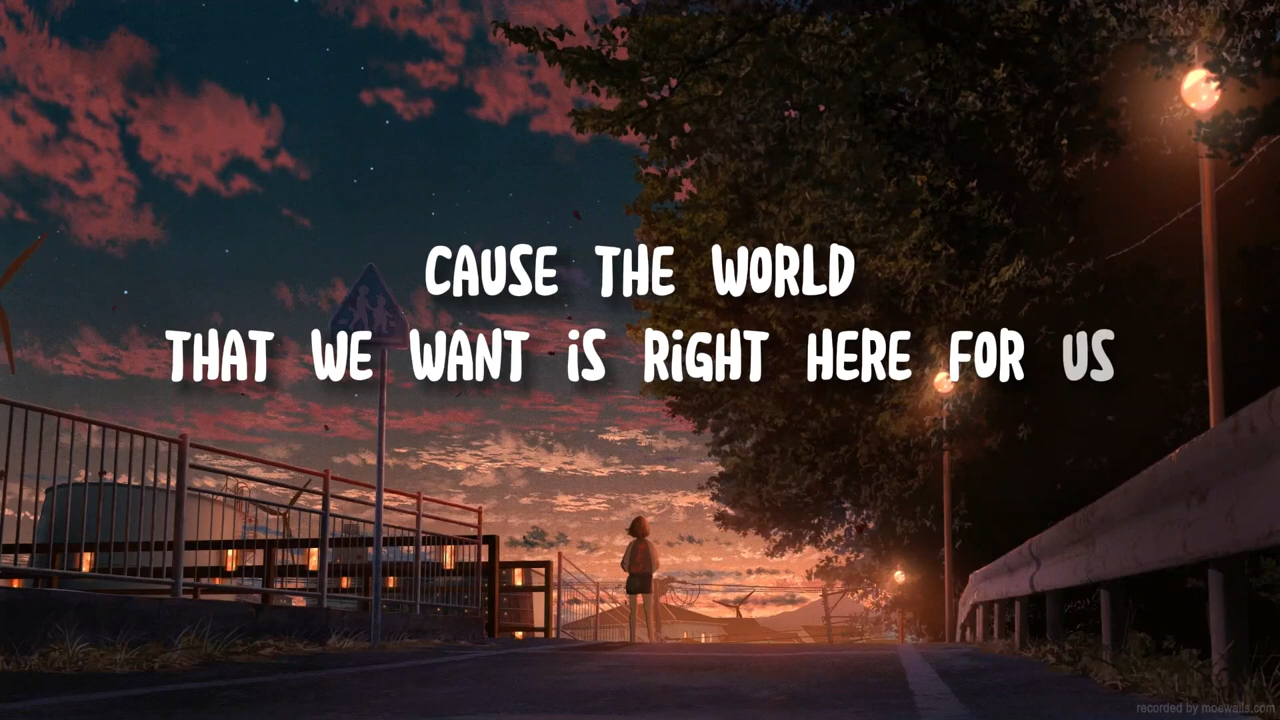 CAUSE THE WORLD
THAT WE WANT iS RiGHT HERE FOR US
recorded by moewalls.com